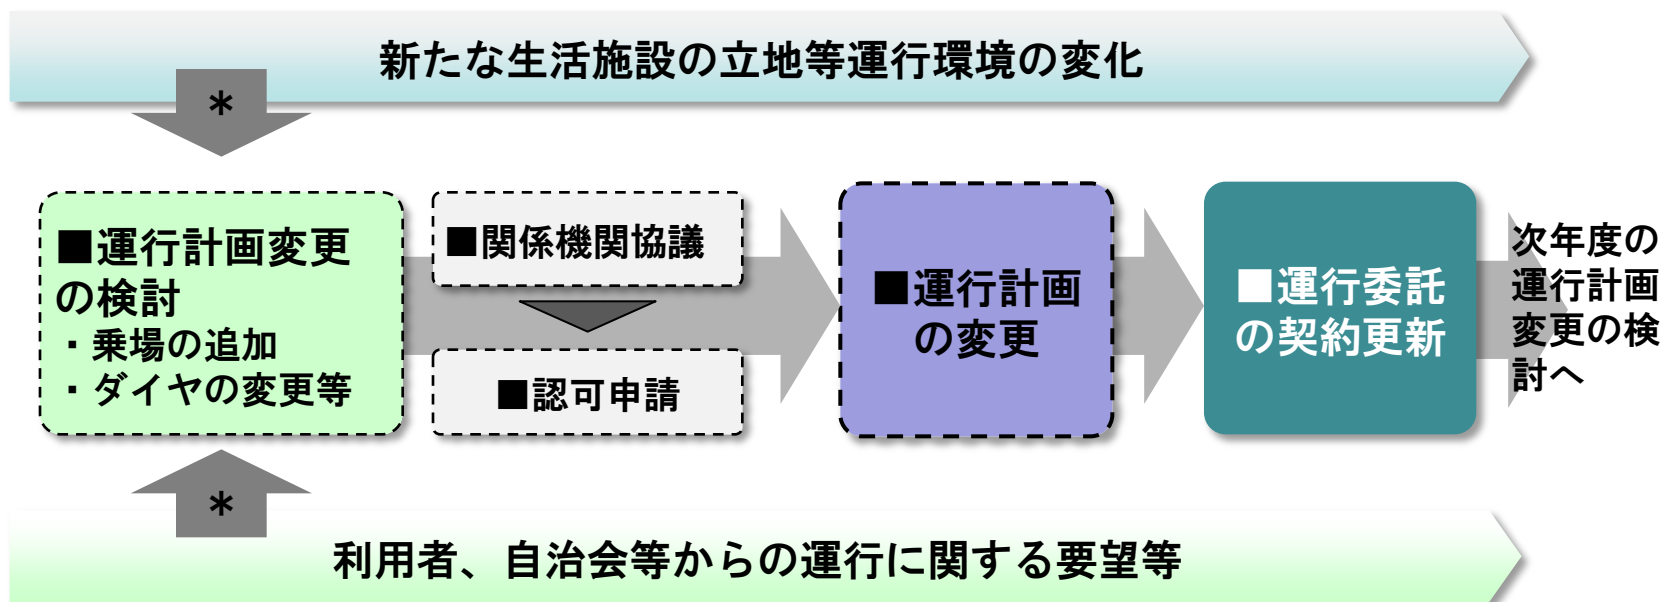 新たな生活施設の立地等運行環境の変化
*
■運行計画変更
の検討
・乗場の追加
・ダイヤの変更等
■関係機関協議
■認可申請
■運行計画
の変更
■運行委託
の契約更新
次年度の
運行計画
変更の検
討へ
*
利用者、自治会等からの運行に関する要望等